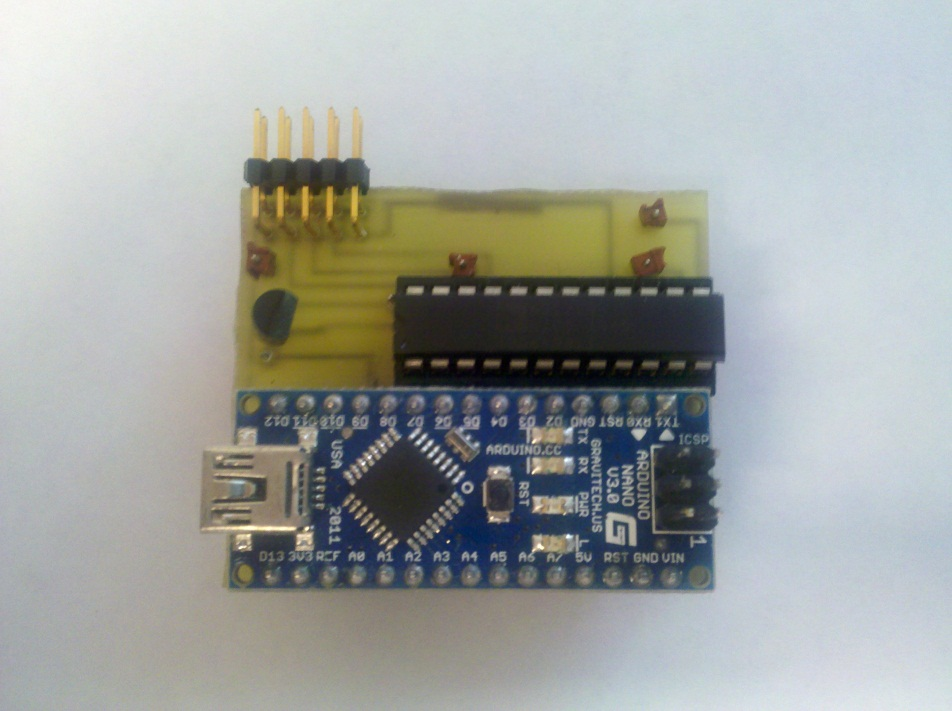 D12 D11 D10 D9 D8 D7 D6 D5 D4 D3 D2 GND RST RX0 TX1
ICSP
1
ARDUINO
NANO
V3.0
GRAVITECH.US
TX
RX
PWR
L
ARDUINO.CC
RST
USA
2011
D13 3V3 REF A0 A1 A2 A3 A4 A5 A6 A7 5V RST GND VIN